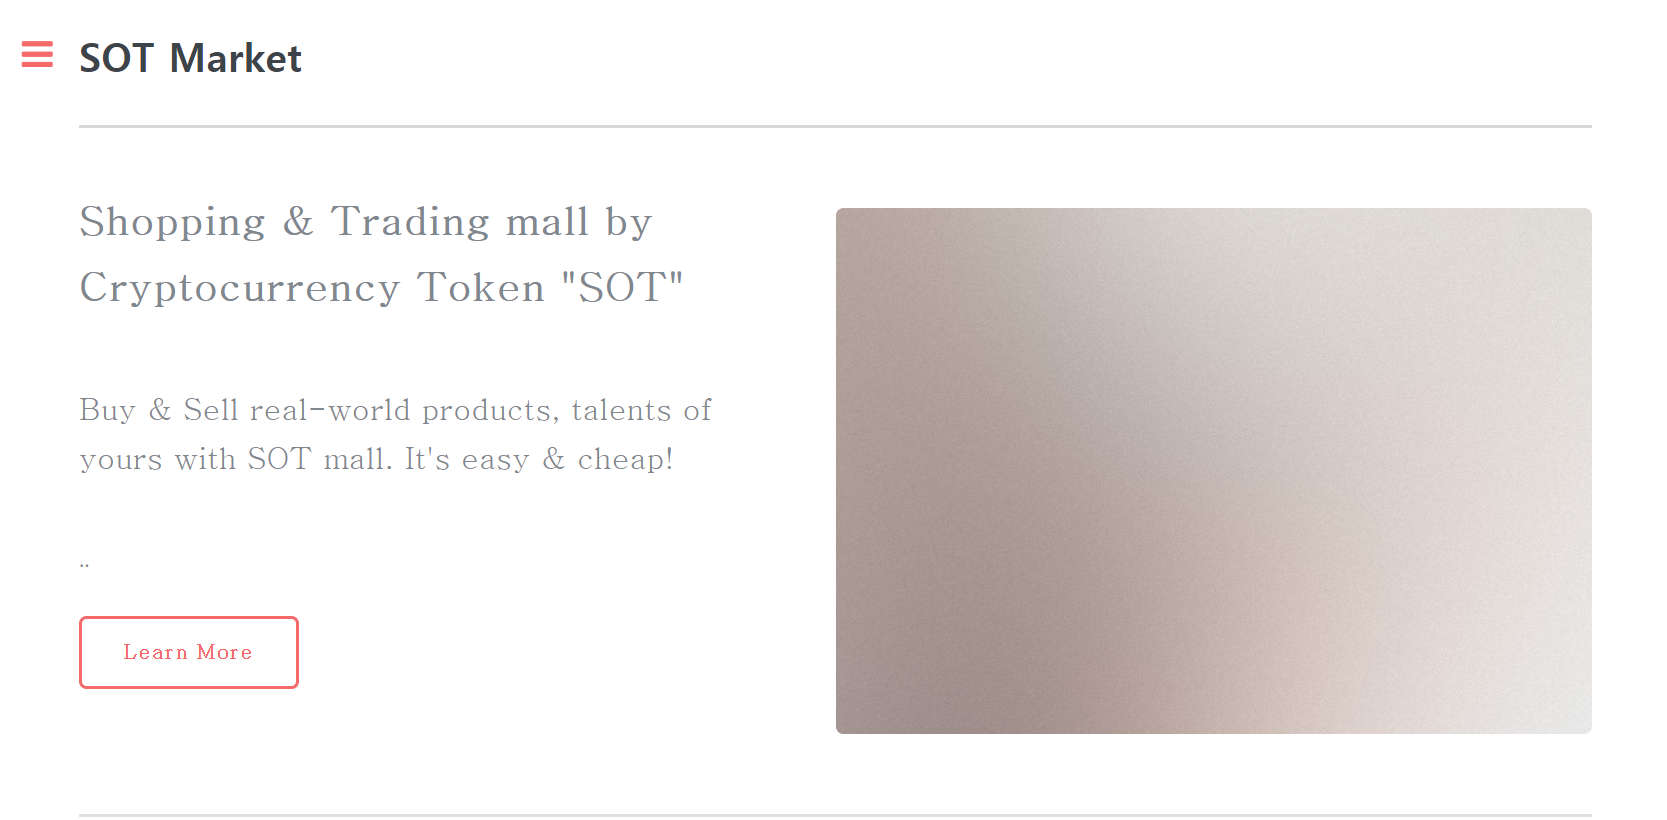 SOT Market
Shopping & Trading mall by
Cryptocurrency Token "SOT"
Buy & Sell real-world products, talents of
yours with SOT mall. It's easy & cheap!
..
Learn More